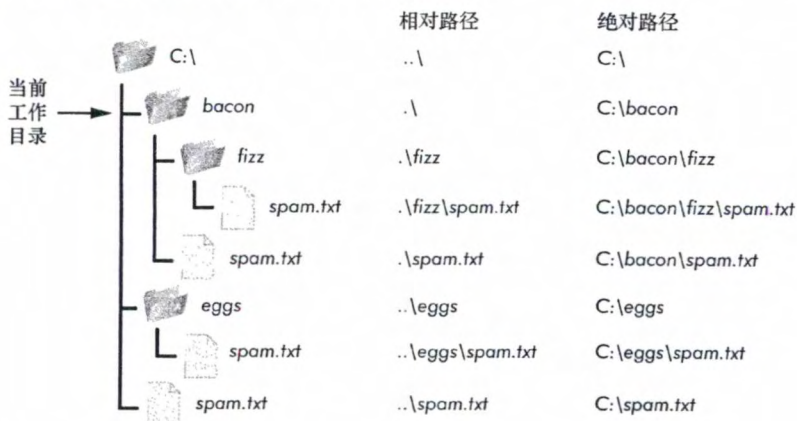 相对路径 绝对路径
C:\ ..\ C:\
当前
工作
目录
bacon .\ C:\bacon
fizz .\fizz C:\bacon\fizz
spam.txt .\fizz\spam.txt C:\bacon\fizz\spam.txt
spam.txt .\spam.txt C:\bacon\spam.txt
eggs ..\eggs C:\eggs
spam.txt ..\eggs\spam.txt C:\eggs\spam.txt
spam.txt ..\spam.txt C:\spam.txt